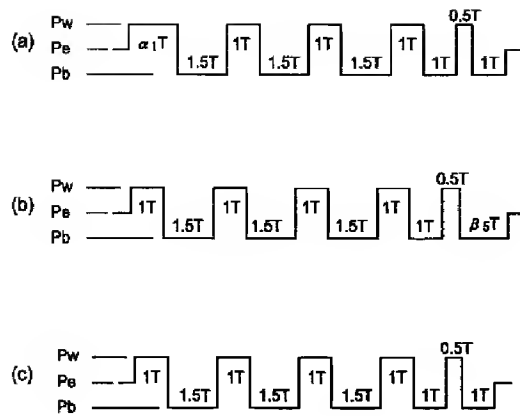 0.5T
(a) Pw
Pe α1T 1T 1T 1T
Pb 1.5T 1.5T 1.5T 1T 1T
0.5T
(b) Pw
Pe 1T 1T 1T 1T 1T
Pb 1.5T 1.5T 1.5T β5T
0.5T
(c) Pw
Pe 1T 1T 1T 1T 1T 1T
Pb 1.5T 1.5T 1.5T